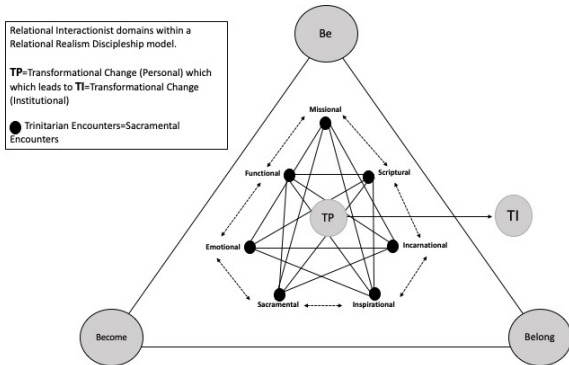 Relational Interactionist domains within a
Relational Realism Discipleship model.
TP=Transformational Change (Personal) which
which leads to TI=Transformational Change
(Institutional)
Trinitarian Encounters=Sacramental
Encounters
Be
Missional
Functional
Scriptural
TP
TI
Emotional
Incarnational
Sacramental
Inspirational
Become
Belong